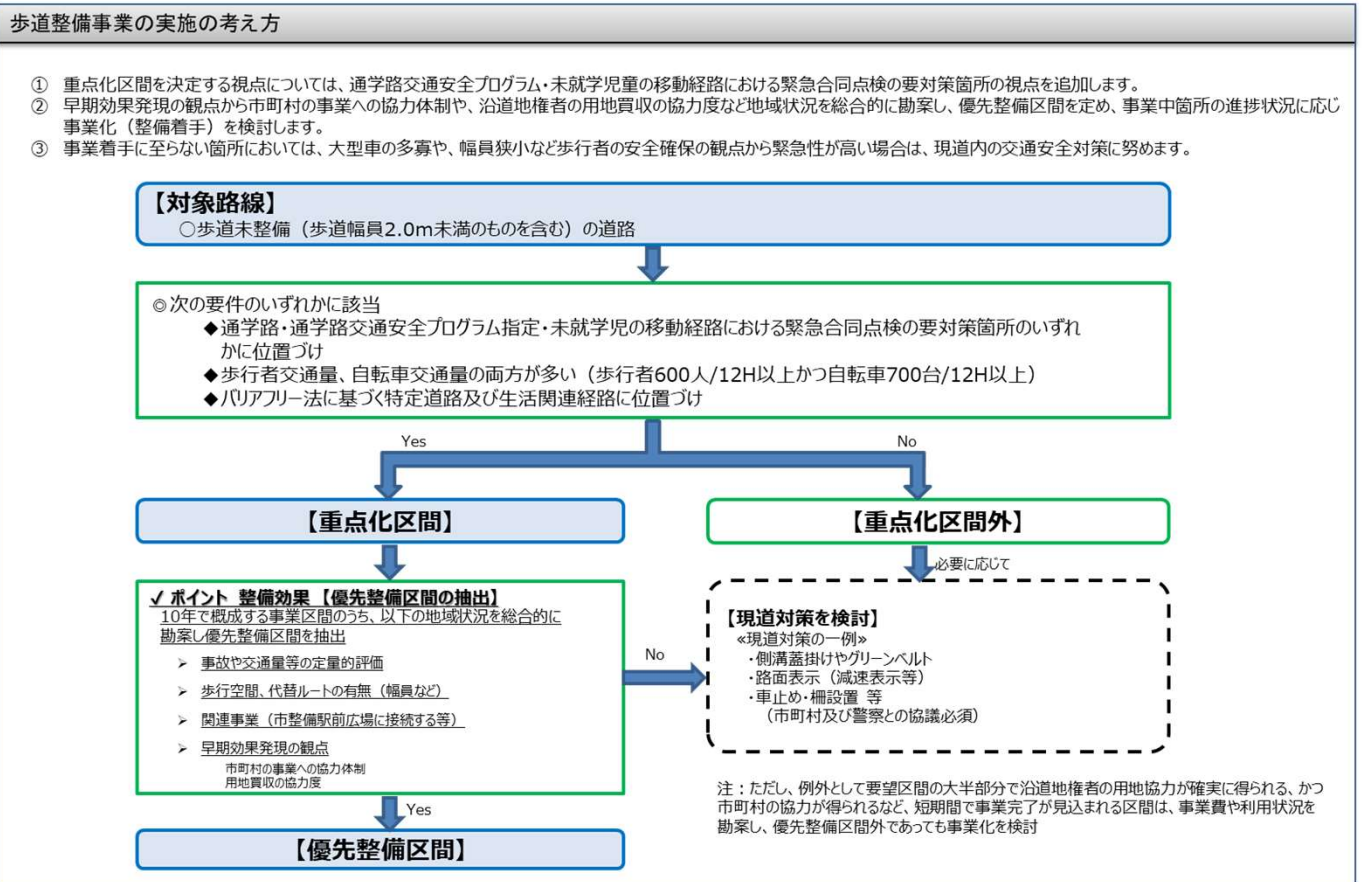 歩道整備事業の実施の考え方
① 重点化区間を決定する視点については、通学路交通安全プログラム・未就学児童の移動経路における緊急合同点検の要対策箇所の視点を追加します。
② 早期効果発現の観点から市町村の事業への協力体制や、沿道地権者の用地買収の協力度など地域状況を総合的に勘案し、優先整備区間を定め、事業中箇所の進捗状況に応じ
事業化（整備着手）を検討します。
③ 事業着手に至らない箇所においては、大型車の多寡や、幅員狭小など歩行者の安全確保の観点から緊急性が高い場合は、現道内の交通安全対策に努めます。
【対象路線】
○歩道未整備（歩道幅員2.0m未満のものを含む）の道路
◎次の要件のいずれかに該当
◆通学路・通学路交通安全プログラム指定・未就学児の移動経路における緊急合同点検の要対策箇所のいずれ
かに位置づけ
◆歩行者交通量、自転車交通量の両方が多い（歩行者600人/12H以上かつ自転車700台/12H以上）
◆バリアフリー法に基づく特定道路及び生活関連経路に位置づけ
Yes
No
【重点化区間】
【重点化区間外】
必要に応じて
✓ ポイント 整備効果 【優先整備区間の抽出】
10年で概成する事業区間のうち、以下の地域状況を総合的に
勘案し優先整備区間を抽出
➢ 事故や交通量等の定量的評価
➢ 歩行空間、代替ルートの有無（幅員など）
➢ 関連事業（市整備駅前広場に接続する等）
➢ 早期効果発現の観点
市町村の事業への協力体制
用地買収の協力度
No
【現道対策を検討】
≪現道対策の一例≫
・側溝蓋掛けやグリーンベルト
・路面表示（減速表示等）
・車止め・柵設置 等
（市町村及び警察との協議必須）
Yes
【優先整備区間】
注：ただし、例外として要望区間の大半部分で沿道地権者の用地協力が確実に得られる、かつ
市町村の協力が得られるなど、短期間で事業完了が見込まれる区間は、事業費や利用状況を
勘案し、優先整備区間外であっても事業化を検討